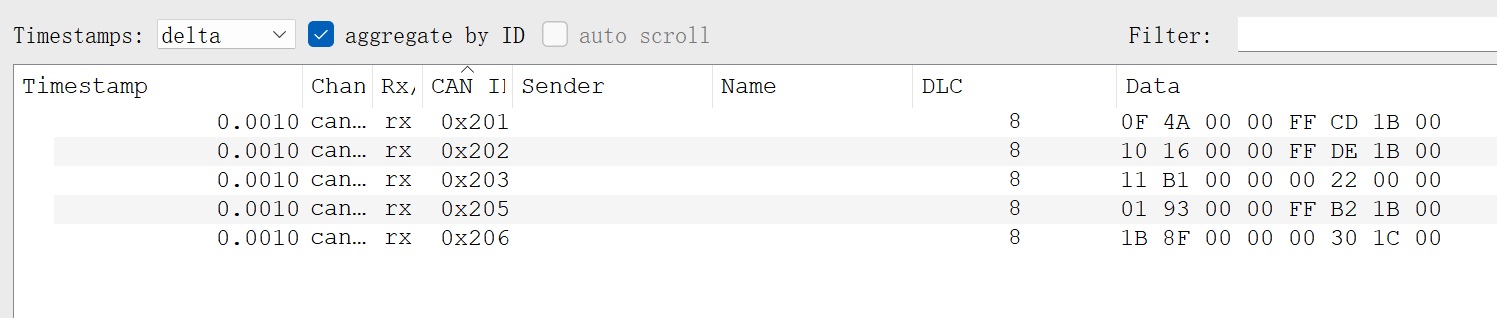 Timestamps: delta aggregate by ID auto scroll Filter:
Timestamp Chan Rx/ CAN II Sender Name DLC Data
0.0010 can... rx 0x201 8 0F 4A 00 00 FF CD 1B 00
0.0010 can... rx 0x202 8 10 16 00 00 FF DE 1B 00
0.0010 can... rx 0x203 8 11 B1 00 00 00 22 00 00
0.0010 can... rx 0x205 8 01 93 00 00 FF B2 1B 00
0.0010 can... rx 0x206 8 1B 8F 00 00 00 30 1C 00